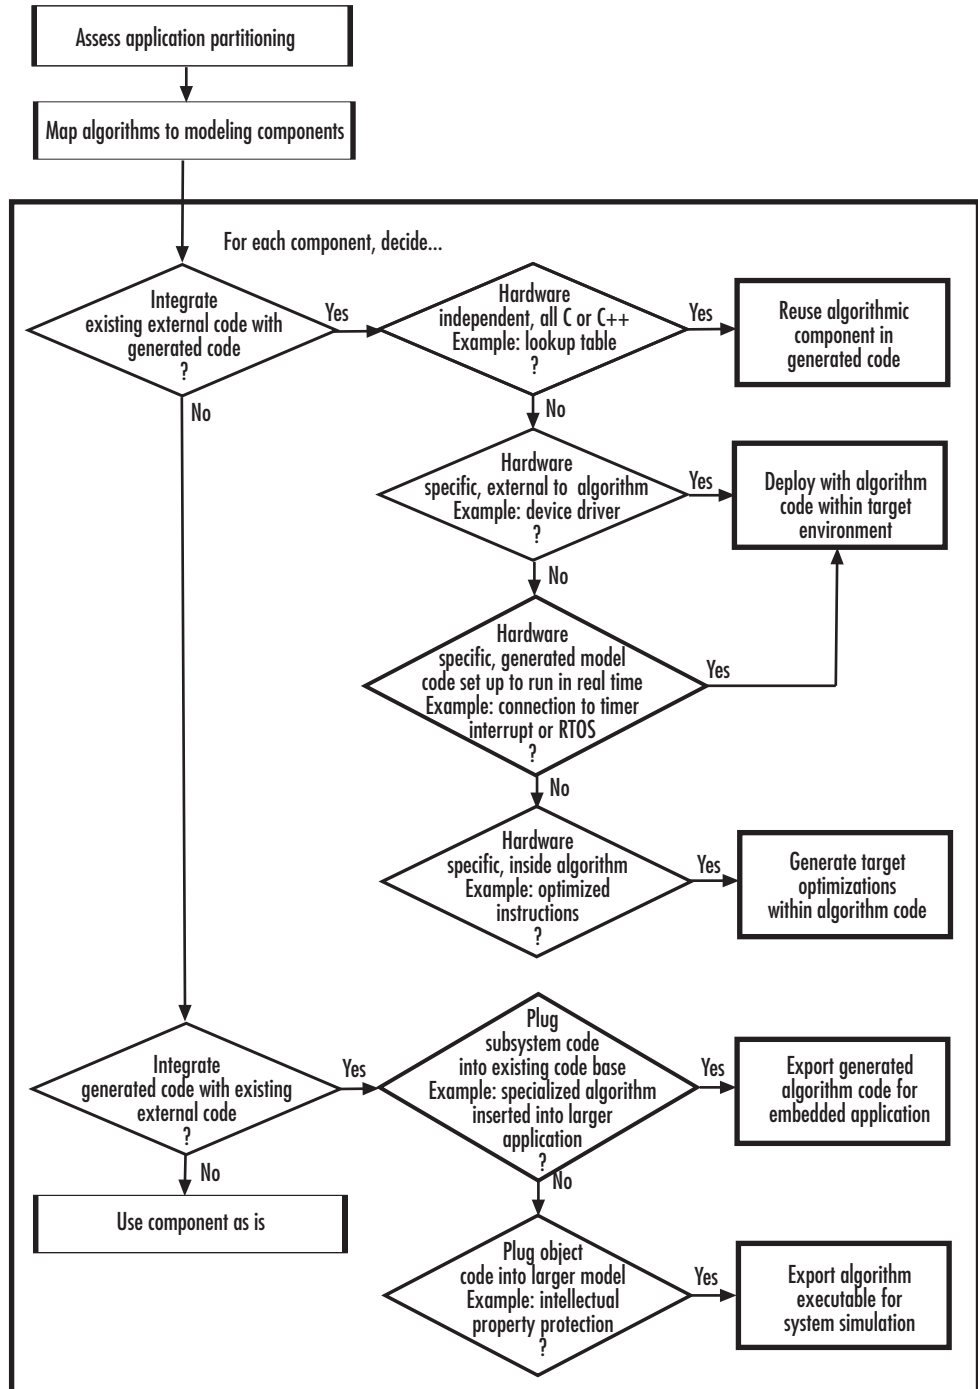 Assess application partitioning
Map algorithms to modeling components
For each component, decide...
Integrate
existing external code with
generated code
?
Yes
No
Hardware
independent, all C or C++
Example: lookup table
?
Yes
No
Reuse algorithmic
component in
generated code
Hardware
specific, external to algorithm
Example: device driver
?
Yes
No
Deploy with algorithm
code within target
environment
Hardware
specific, generated model
code set up to run in real time
Example: connection to timer
interrupt or RTOS
?
Yes
No
Hardware
specific, inside algorithm
Example: optimized
instructions
?
Yes
Generate target
optimizations
within algorithm code
Integrate
generated code with existing
external code
?
Yes
No
Use component as is
Plug
subsystem code
into existing code base
Example: specialized algorithm
inserted into larger
application
?
Yes
No
Export generated
algorithm code for
embedded application
Plug object
code into larger model
Example: intellectual
property protection
?
Yes
Export algorithm
executable for
system simulation